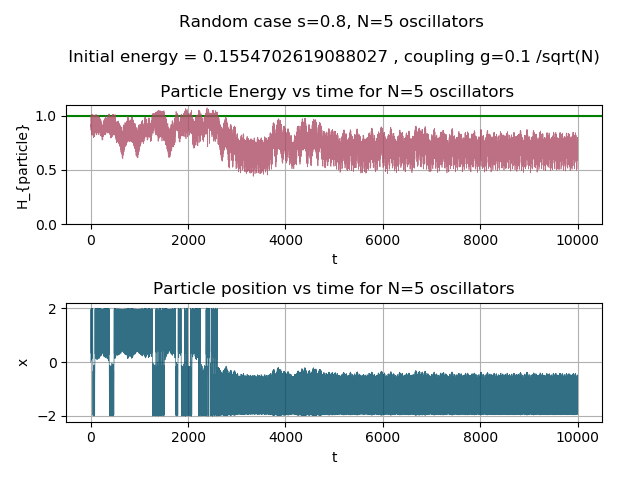 Random case s=0.8, N=5 oscillators
Initial energy = 0.1554702619088027 , coupling g=0.1 /sqrt(N)
Particle Energy vs time for N=5 oscillators
1.0
0.5
0.0
H_{particle}
0 2000 4000 6000 8000 10000
t
Particle position vs time for N=5 oscillators
2
0
−2
x
0 2000 4000 6000 8000 10000
t